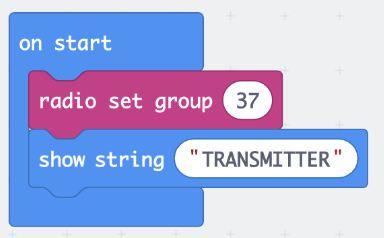 on start
radio set group 37
show string "TRANSMITTER"